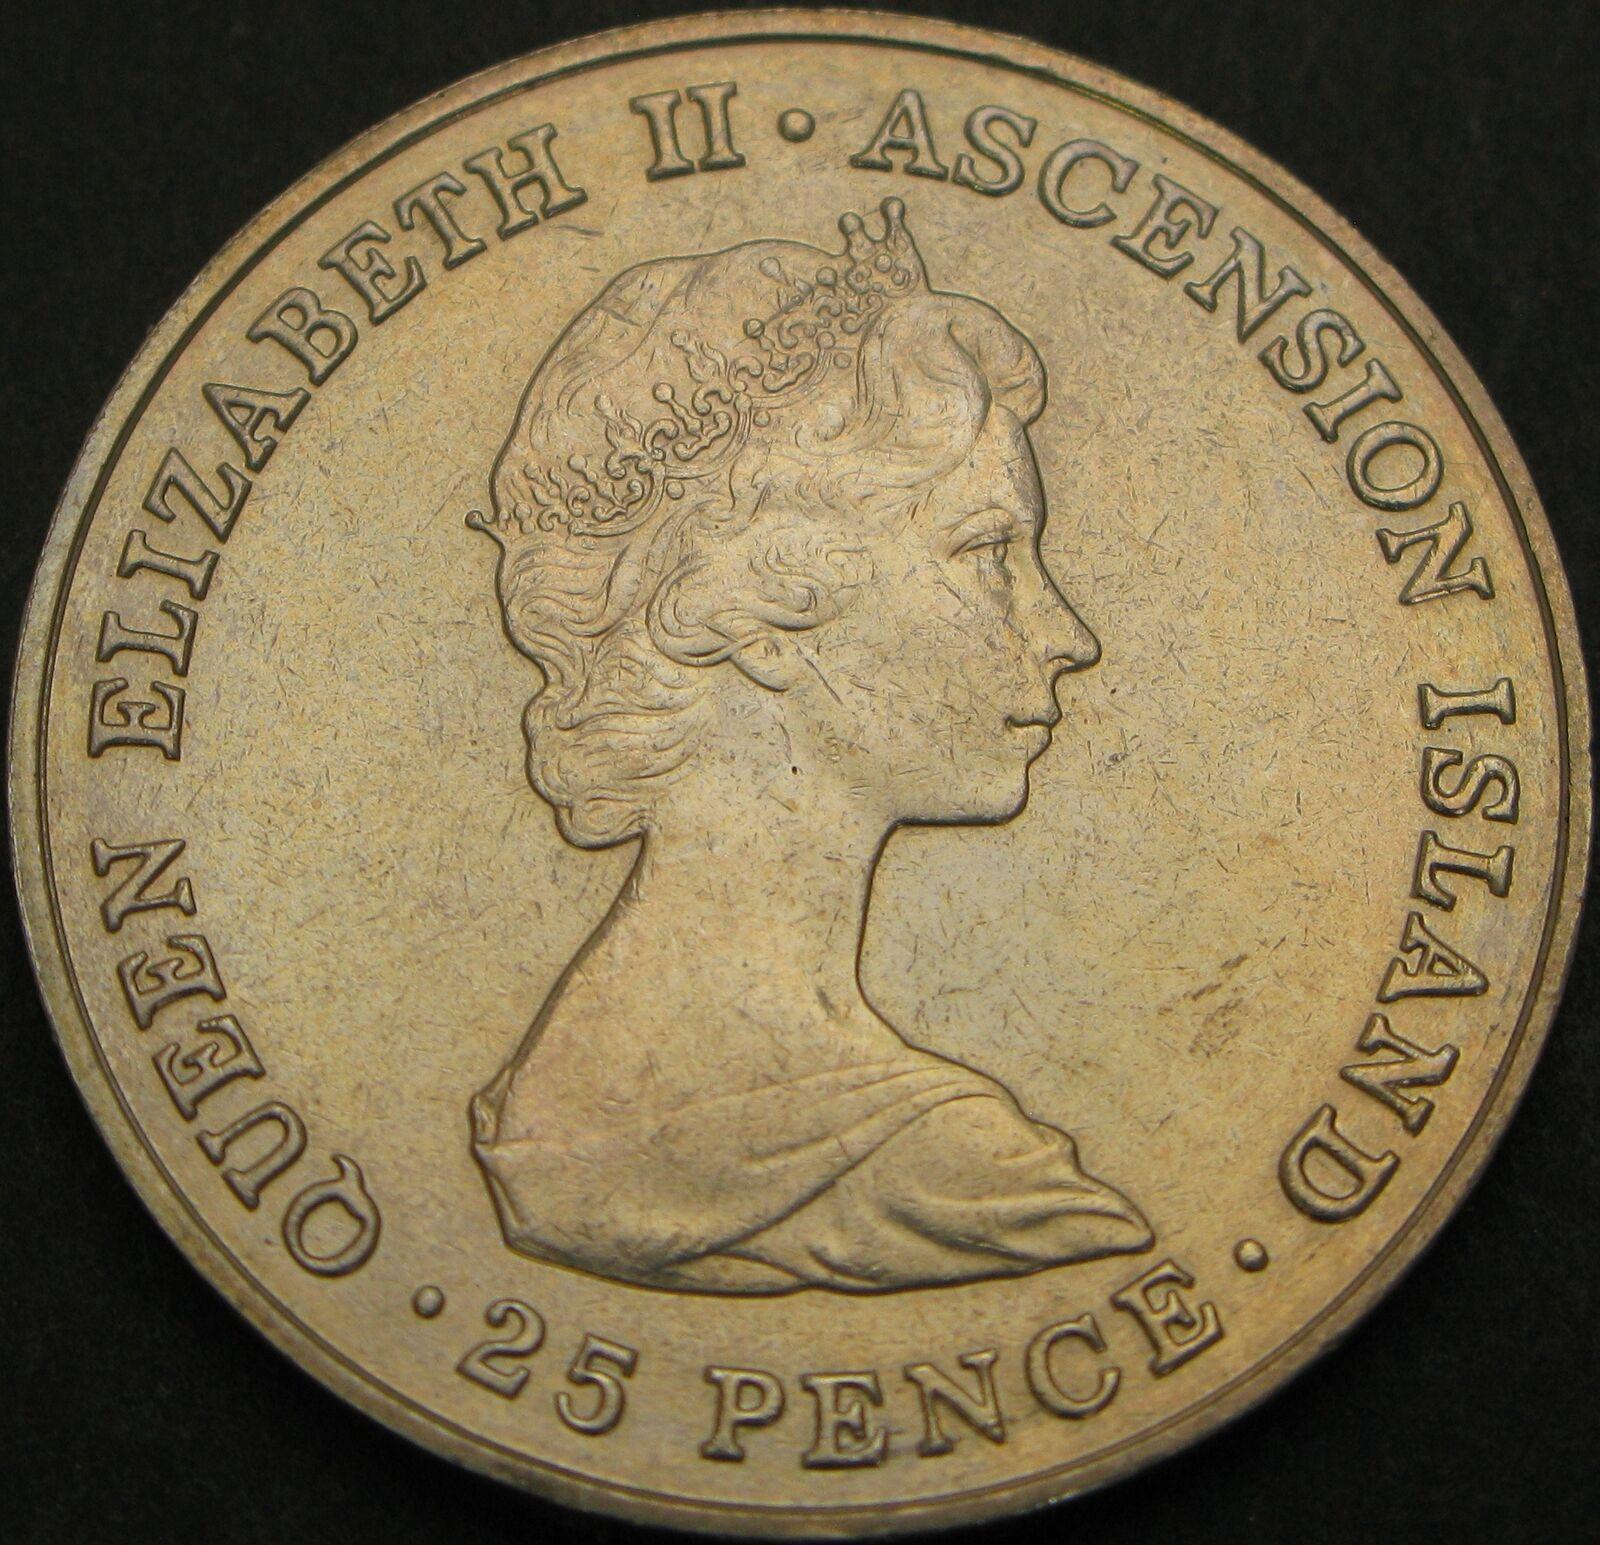 QUEEN ELIZABETH II · ASCENSION ISLAND
· 25 PENCE ·